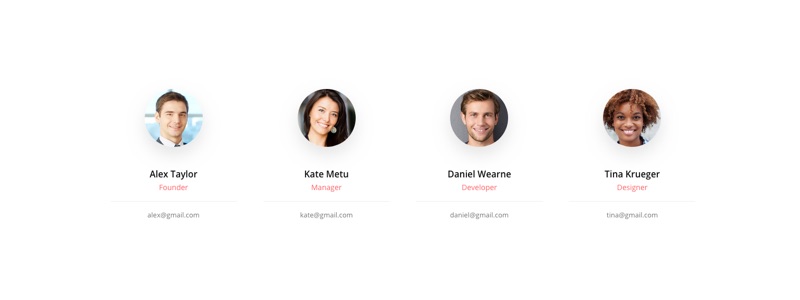 Alex Taylor
Founder
alex@gmail.com
Kate Metu
Manager
kate@gmail.com
Daniel Wearne
Developer
daniel@gmail.com
Tina Krueger
Designer
tina@gmail.com